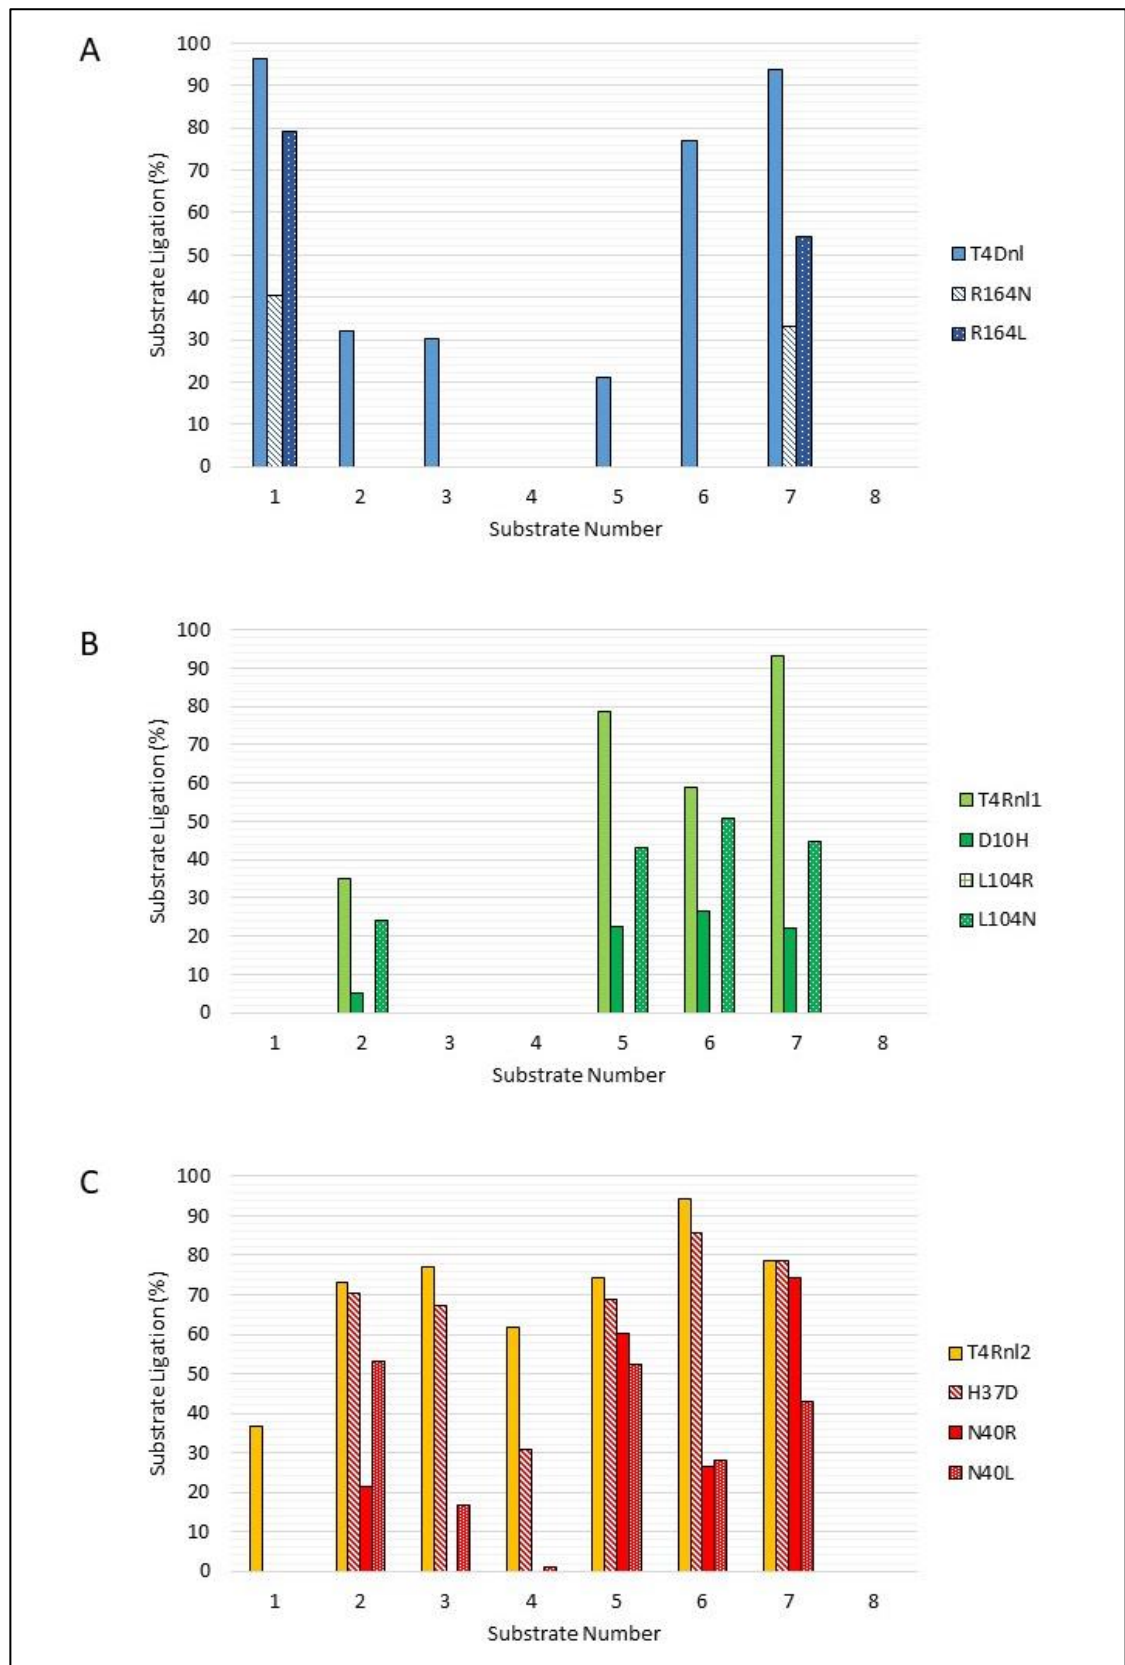 A
Substrate Ligation (%)
100
90
80
70
60
50
40
30
20
10
0
1 2 3 4 5 6 7 8
Substrate Number
T4Dnl
R164N
R164L
B
Substrate Ligation (%)
100
90
80
70
60
50
40
30
20
10
0
1 2 3 4 5 6 7 8
Substrate Number
T4Rnl1
D10H
L104R
L104N
C
Substrate Ligation (%)
100
90
80
70
60
50
40
30
20
10
0
1 2 3 4 5 6 7 8
Substrate Number
T4Rnl2
H37D
N40R
N40L